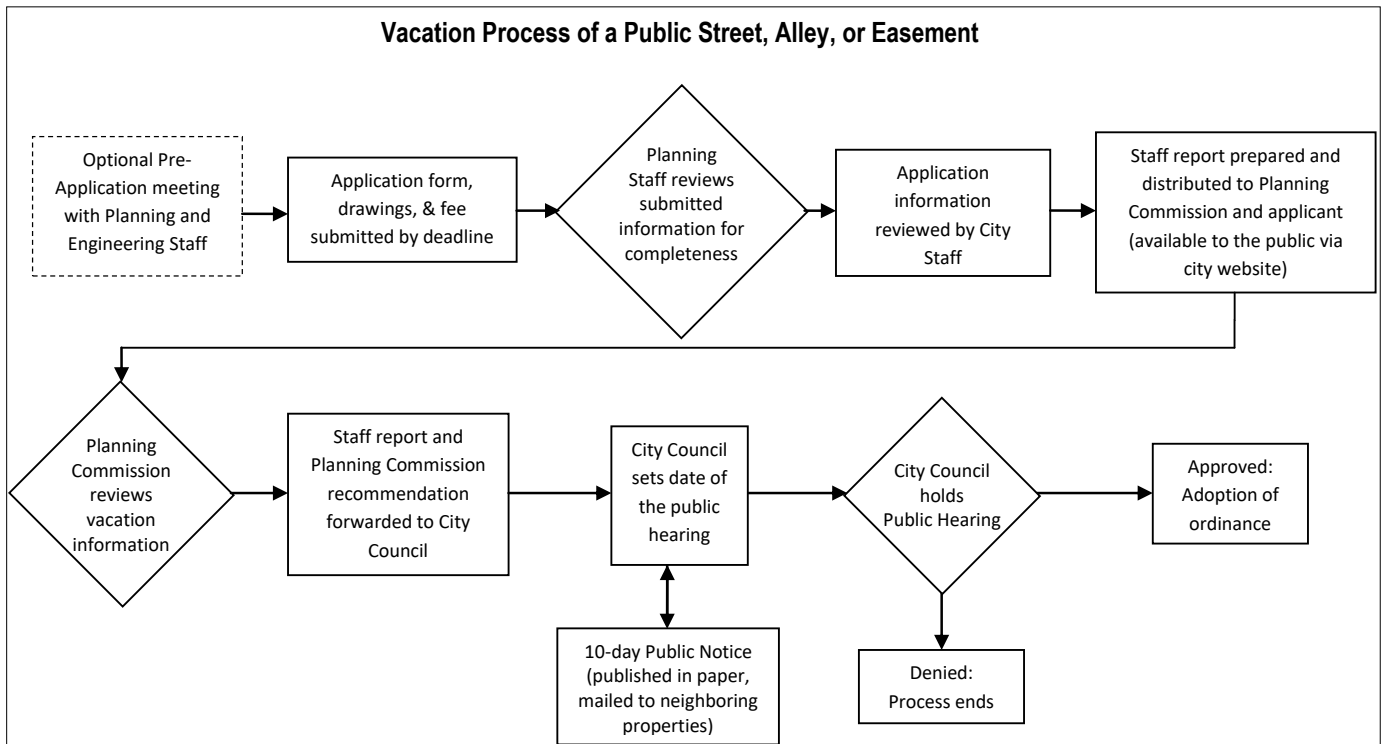 Vacation Process of a Public Street, Alley, or Easement
Optional Pre-
Application meeting
with Planning and
Engineering Staff
Application form,
drawings, & fee
submitted by deadline
Planning
Staff reviews
submitted
information for
completeness
Application
information
reviewed by City
Staff
Staff report prepared and
distributed to Planning
Commission and applicant
(available to the public via
city website)
Planning
Commission
reviews
vacation
information
Staff report and
Planning Commission
recommendation
forwarded to City
Council
City Council
sets date of
the public
hearing
10-day Public Notice
(published in paper,
mailed to neighboring
properties)
City Council
holds
Public Hearing
Approved:
Adoption of
ordinance
Denied:
Process ends